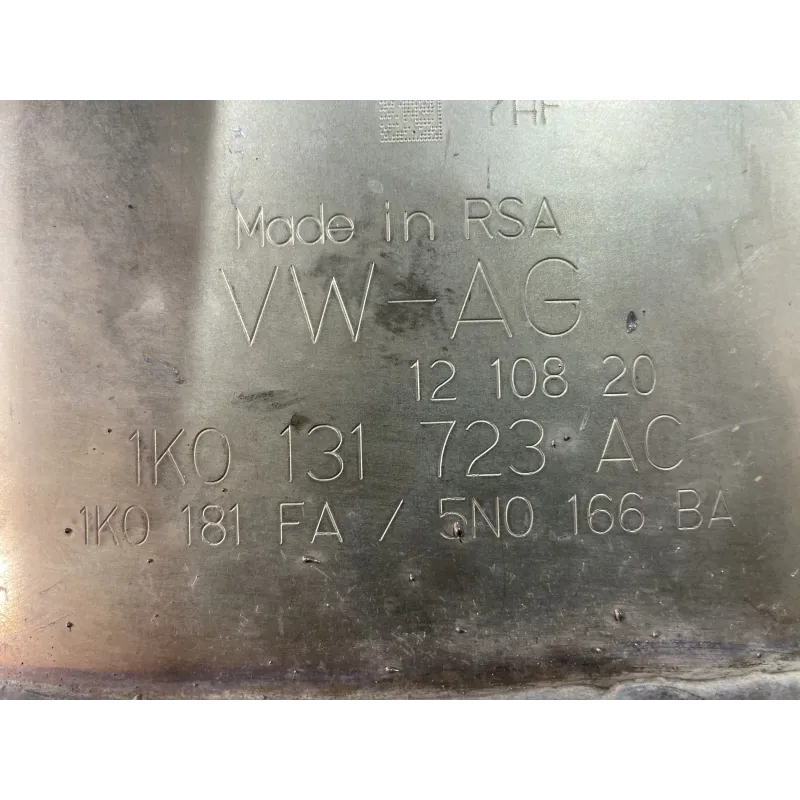 Made in RSA
VW-AG
12 108 20
1K0 131 723 AC
1K0 181 FA / 5N0 166 BA